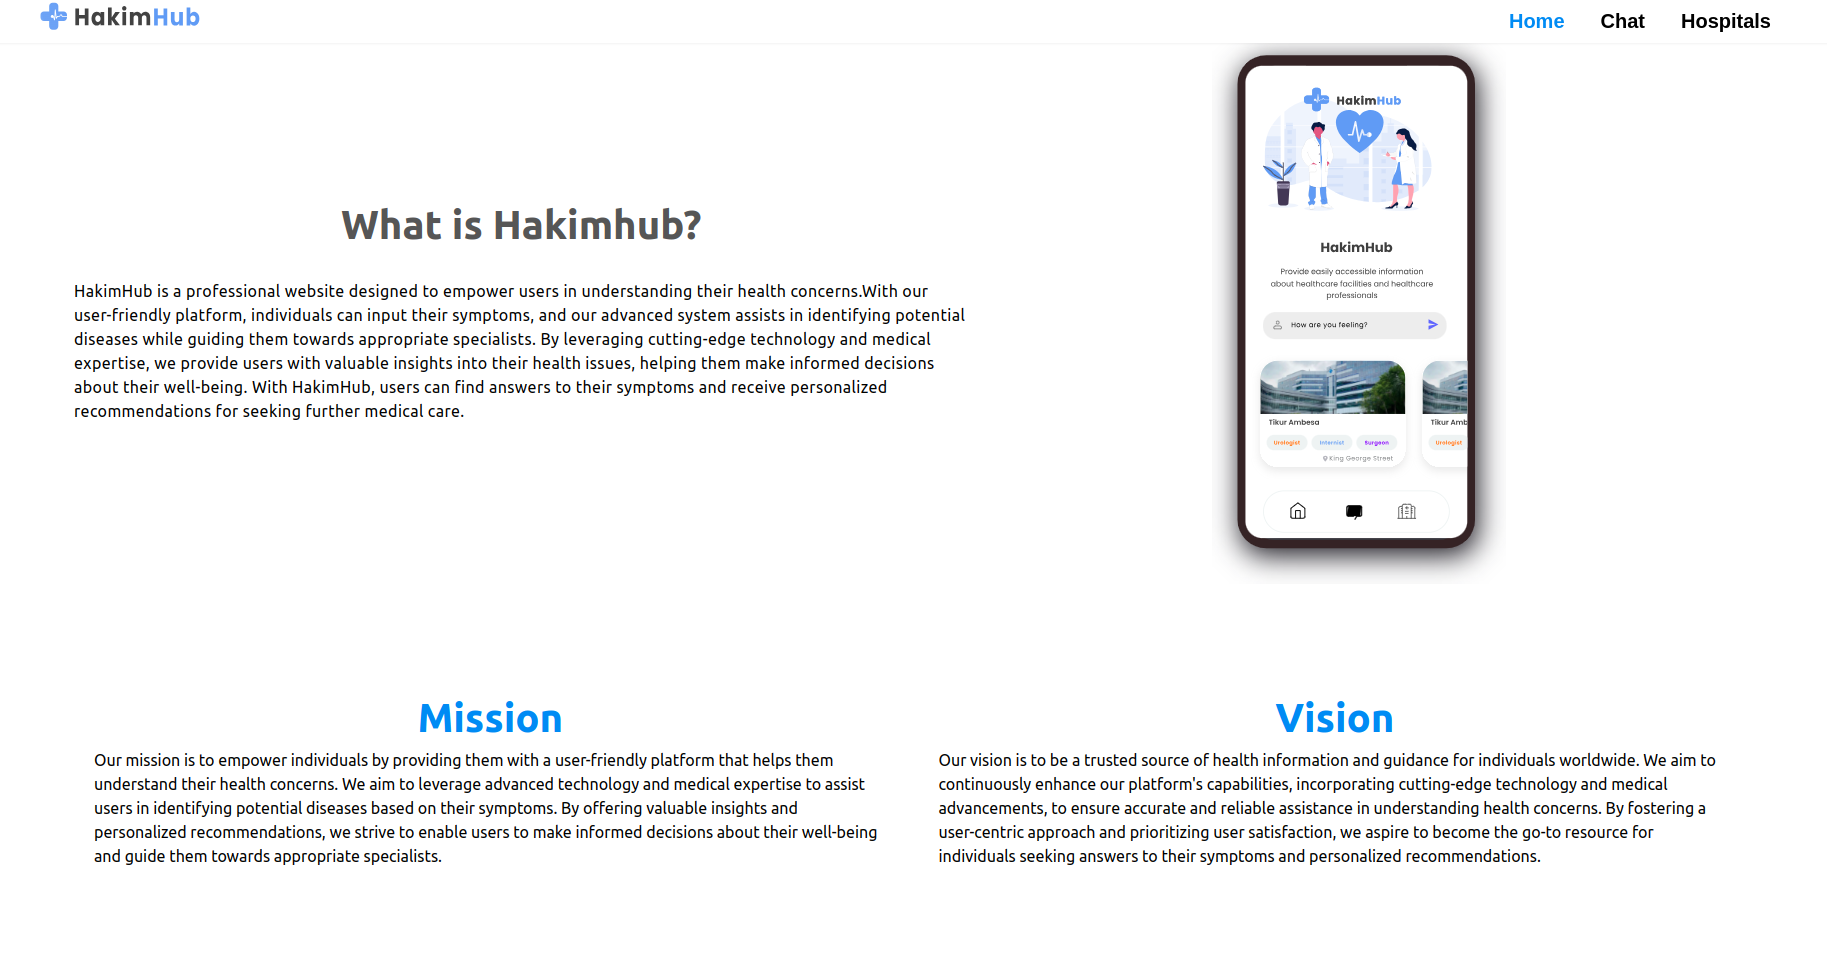 HakimHub
Home Chat Hospitals
What is Hakimhub?
HakimHub is a professional website designed to empower users in understanding their health concerns.With our
user-friendly platform, individuals can input their symptoms, and our advanced system assists in identifying potential
diseases while guiding them towards appropriate specialists. By leveraging cutting-edge technology and medical
expertise, we provide users with valuable insights into their health issues, helping them make informed decisions
about their well-being. With HakimHub, users can find answers to their symptoms and receive personalized
recommendations for seeking further medical care.
HakimHub
HakimHub
Provide easily accessible information
about healthcare facilities and healthcare
professionals
How are you feeling?
Tikur Ambesa
Urologist Internist Surgeon
King George Street
Tikur Amb
Urologist
Mission
Our mission is to empower individuals by providing them with a user-friendly platform that helps them
understand their health concerns. We aim to leverage advanced technology and medical expertise to assist
users in identifying potential diseases based on their symptoms. By offering valuable insights and
personalized recommendations, we strive to enable users to make informed decisions about their well-being
and guide them towards appropriate specialists.
Vision
Our vision is to be a trusted source of health information and guidance for individuals worldwide. We aim to
continuously enhance our platform's capabilities, incorporating cutting-edge technology and medical
advancements, to ensure accurate and reliable assistance in understanding health concerns. By fostering a
user-centric approach and prioritizing user satisfaction, we aspire to become the go-to resource for
individuals seeking answers to their symptoms and personalized recommendations.